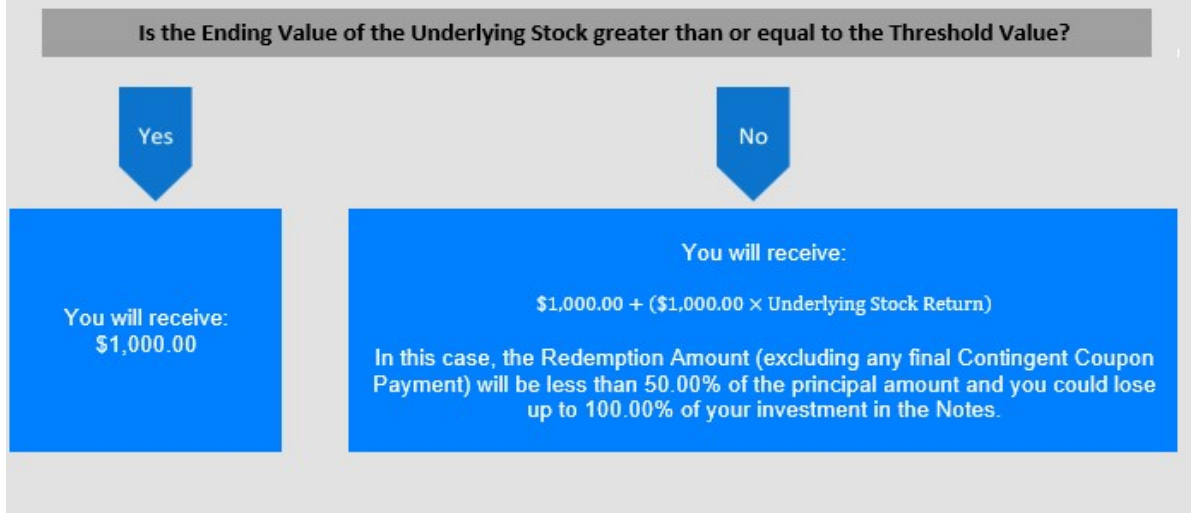 Is the Ending Value of the Underlying Stock greater than or equal to the Threshold Value?
Yes
No
You will receive:
$1,000.00
You will receive:
$1,000.00 + ($1,000.00 × Underlying Stock Return)
In this case, the Redemption Amount (excluding any final Contingent Coupon
Payment) will be less than 50.00% of the principal amount and you could lose
up to 100.00% of your investment in the Notes.